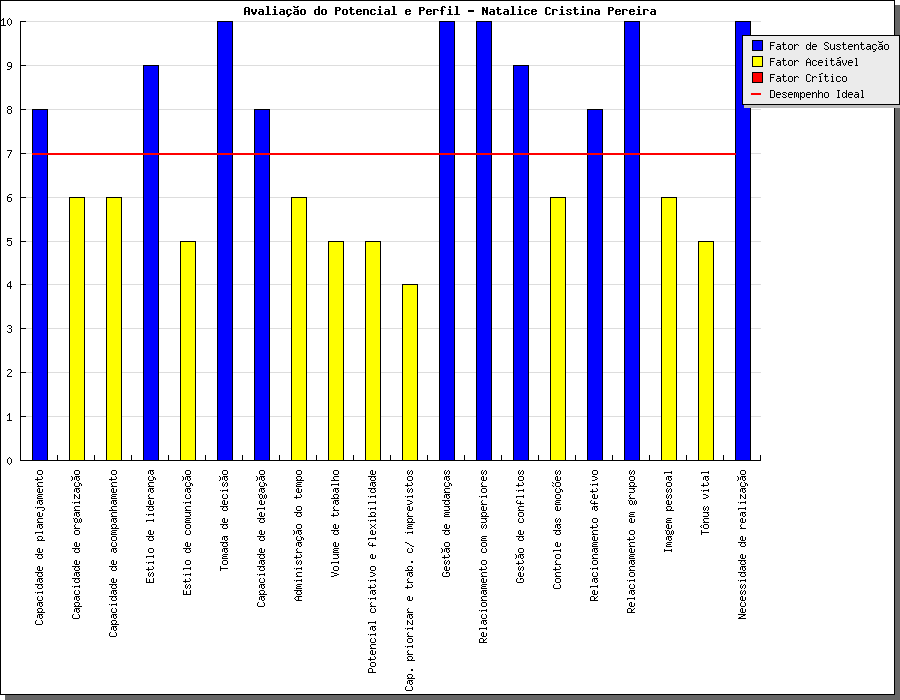 Avaliação do Potencial e Perfil - Natalice Cristina Pereira
10
9
8
7
6
5
4
3
2
1
0
Fator de Sustentação
Fator Aceitável
Fator Crítico
Desempenho Ideal
Capacidade de planejamento
Capacidade de organização
Capacidade de acompanhamento
Estilo de liderança
Estilo de comunicação
Tomada de decisão
Capacidade de delegação
Administração do tempo
Volume de trabalho
Potencial criativo e flexibilidade
Cap. priorizar e trab. c/ imprevistos
Gestão de mudanças
Relacionamento com superiores
Gestão de conflitos
Controle das emoções
Relacionamento afetivo
Relacionamento em grupos
Imagem pessoal
Tônus vital
Necessidade de realização